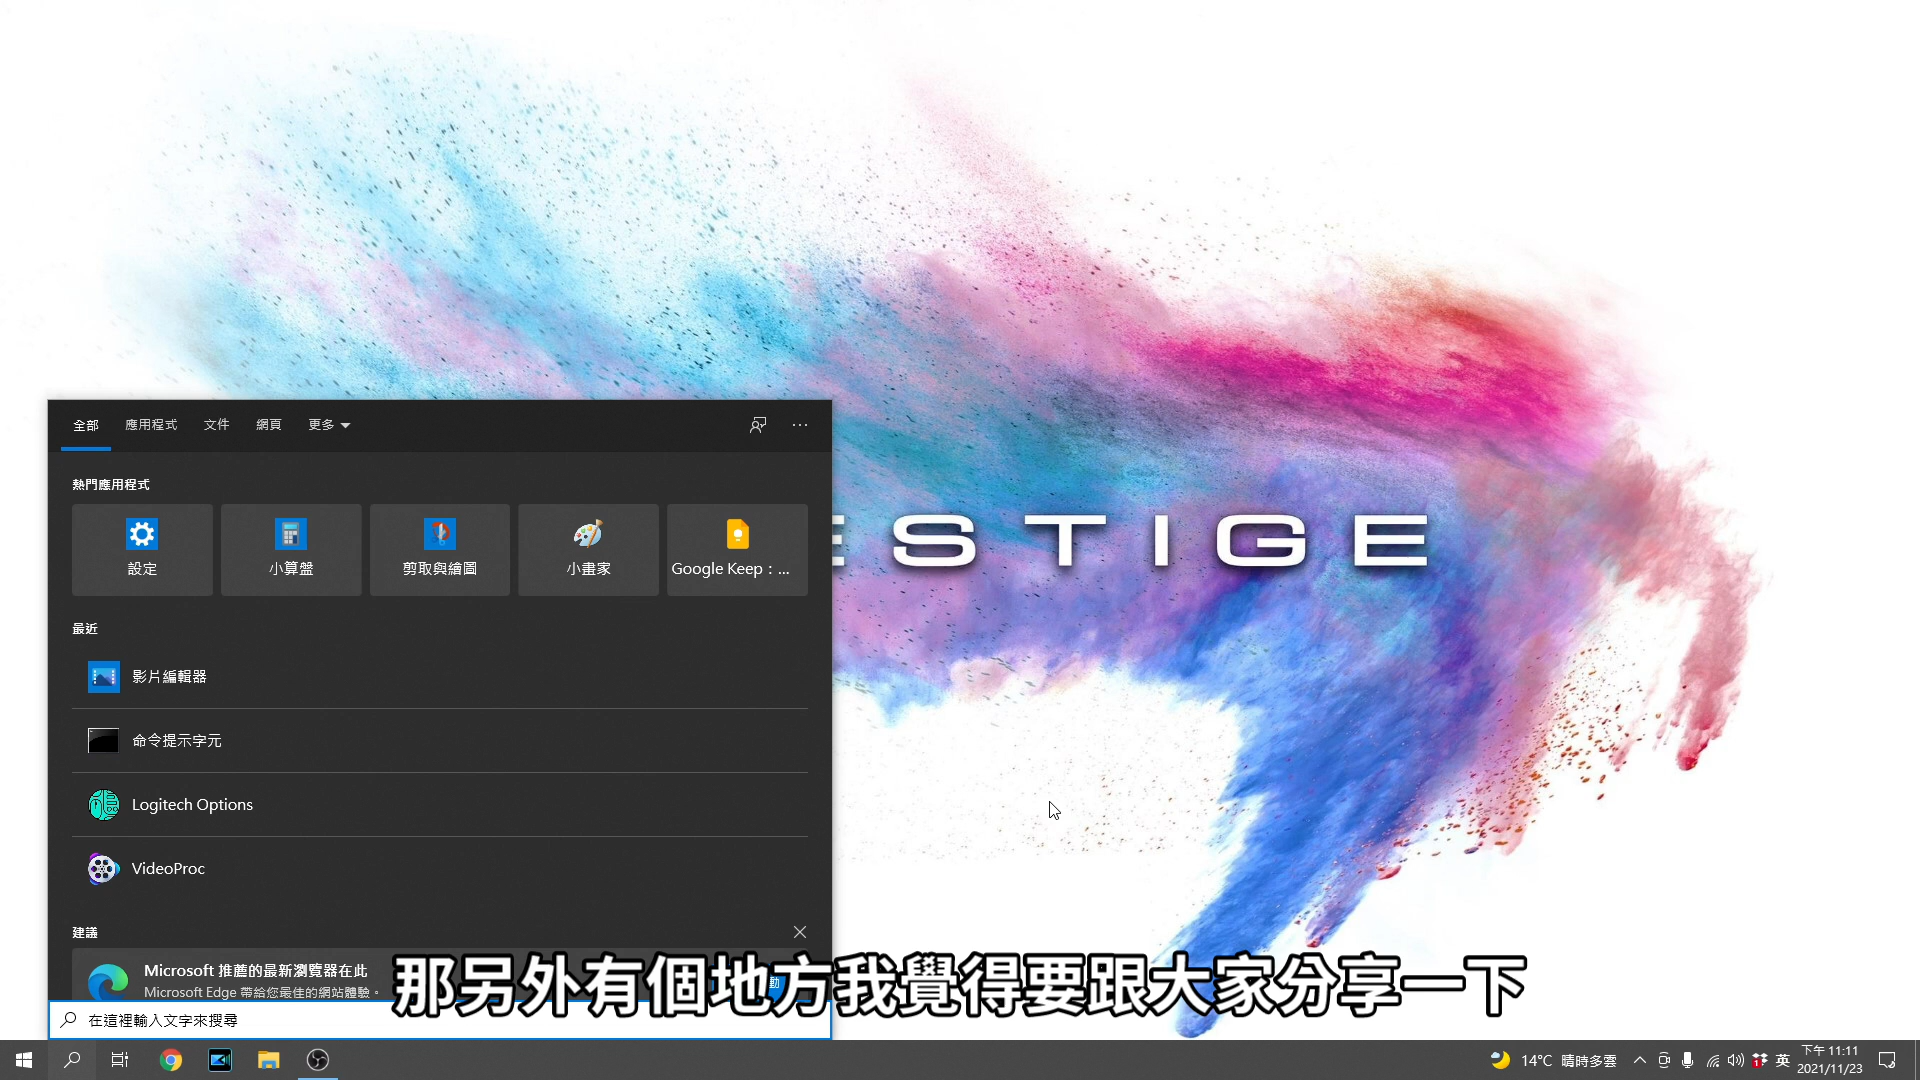 全部 應用程式 文件 網頁 更多
熱門應用程式
設定 小算盤 剪取與繪圖 小畫家 Google Keep：...
ESTIGE
最近
影片編輯器
命令提示字元
Logitech Options
VideoProc
建議
Microsoft 推薦的最新瀏覽器在此
Microsoft Edge 帶給您最佳的網站體驗。
動
那另外有個地方我覺得要跟大家分享一下
在這裡輸入文字來搜尋
14°C 晴時多雲 英 下午 11:11
2021/11/23